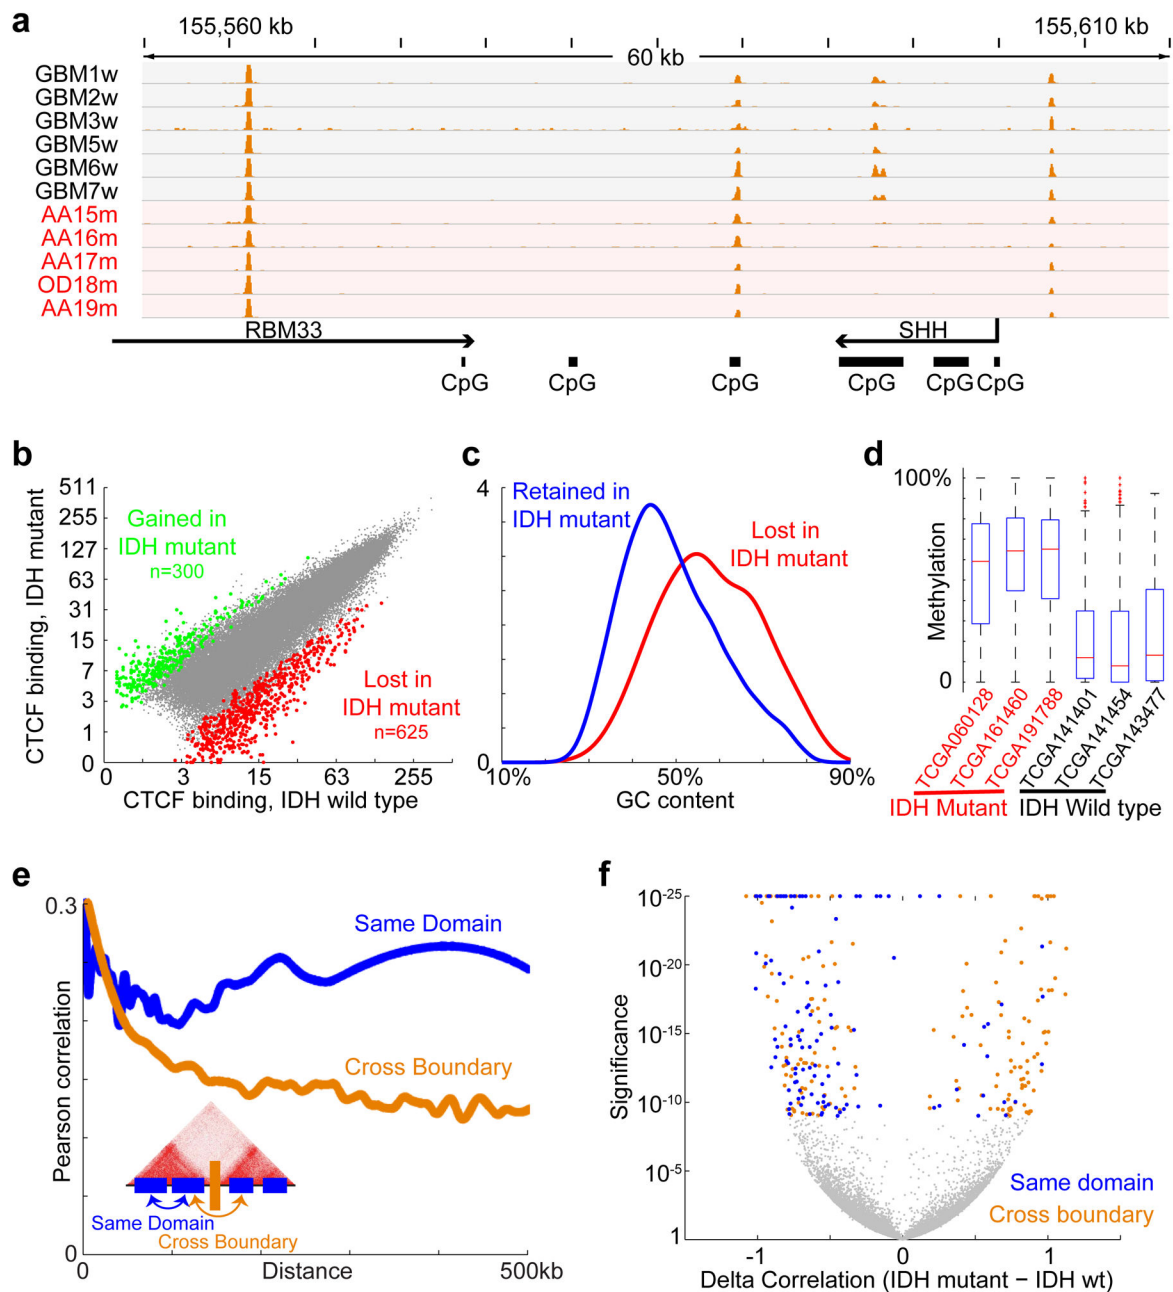 a
155,560 kb
155,610 kb
60 kb
GBM1w
GBM2w
GBM3w
GBM5w
GBM6w
GBM7w
AA15m
AA16m
AA17m
OD18m
AA19m
RBM33
SHH
CpG
CpG
CpG
CpG
CpG
CpG
b
CTCF binding, IDH mutant
511
255
127
63
31
15
7
3
1
0
Gained in
IDH mutant
n=300
Lost in
IDH mutant
n=625
0
3
15
63
255
CTCF binding, IDH wild type
c
4
0
Retained in
IDH mutant
Lost in
IDH mutant
10%
50%
90%
GC content
d
100%
Methylation
0
TCGA060128
TCGA161460
TCGA191788
TCGA141401
TCGA141454
TCGA143477
IDH Mutant
IDH Wild type
e
0.3
Pearson correlation
Same Domain
Cross Boundary
Same Domain
Cross Boundary
0
0
Distance
500kb
f
Significance
10-25
10-20
10-15
10-10
10-5
1
Same domain
Cross boundary
-1
0
1
Delta Correlation (IDH mutant − IDH wt)